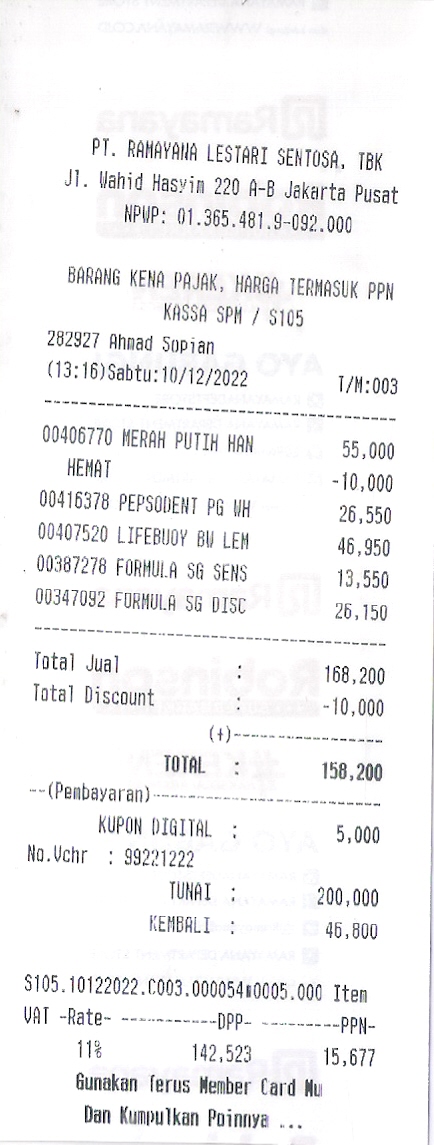 PT. RAMAYANA LESTARI SENTOSA, TBK
Jl. Wahid Hasyim 220 A-B Jakarta Pusat
NPWP: 01.365.481.9-092.000
BARANG KENA PAJAK, HARGA TERMASUK PPN
KASSA SPM / S105
282927 Ahmad Sopian
(13:16)Sabtu:10/12/2022 T/M:003
00406770 MERAH PUTIH HAN 55,000
HEMAT -10,000
00416378 PEPSODENT PG WH 26,550
00407520 LIFEBUOY BW LEM 46,950
00387278 FORMULA SG SENS 13,550
00347092 FORMULA SG DISC 26,150
Total Jual : 168,200
Total Discount : -10,000
(+)---------------
TOTAL : 158,200
--(Pembayaran)-----------------------
KUPON DIGITAL : 5,000
No.Vchr : 99221222
TUNAI : 200,000
KEMBALI : 46,800
S105.10122022.C003.000054#0005.000 Item
VAT -Rate- -----------DPP- ---------PPN-
11% 142,523 15,677
Gunakan Terus Member Card Mu
Dan Kumpulkan Poinnya ...